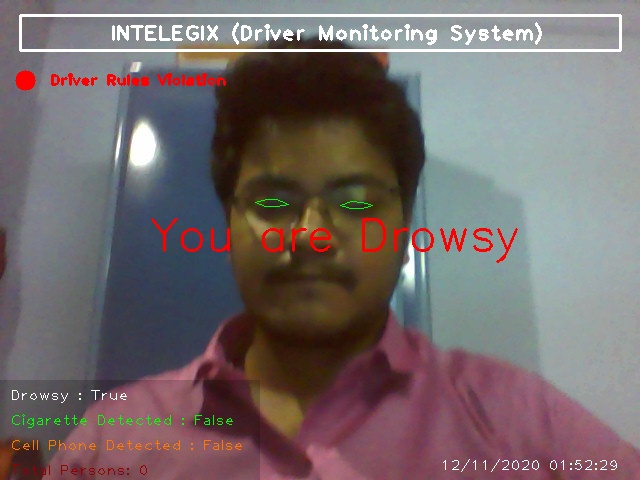 INTELEGIX (Driver Monitoring System)
Driver Rules Violation
You are Drowsy
Drowsy : True
Cigarette Detected : False
Cell Phone Detected : False
Total Persons: 0
12/11/2020 01:52:29